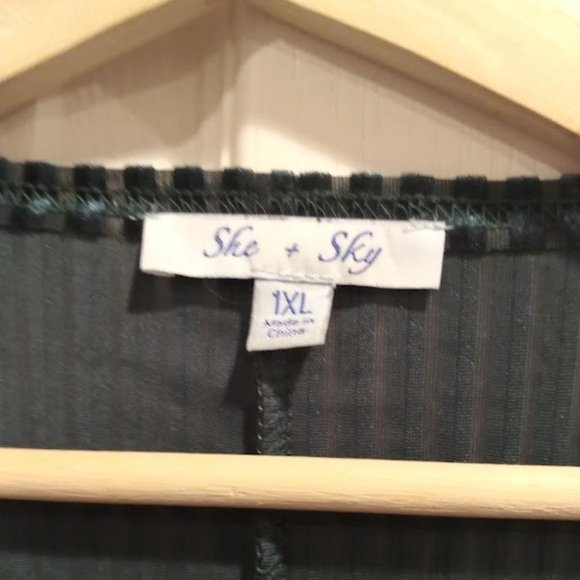 She + Sky
1XL
Made in
China